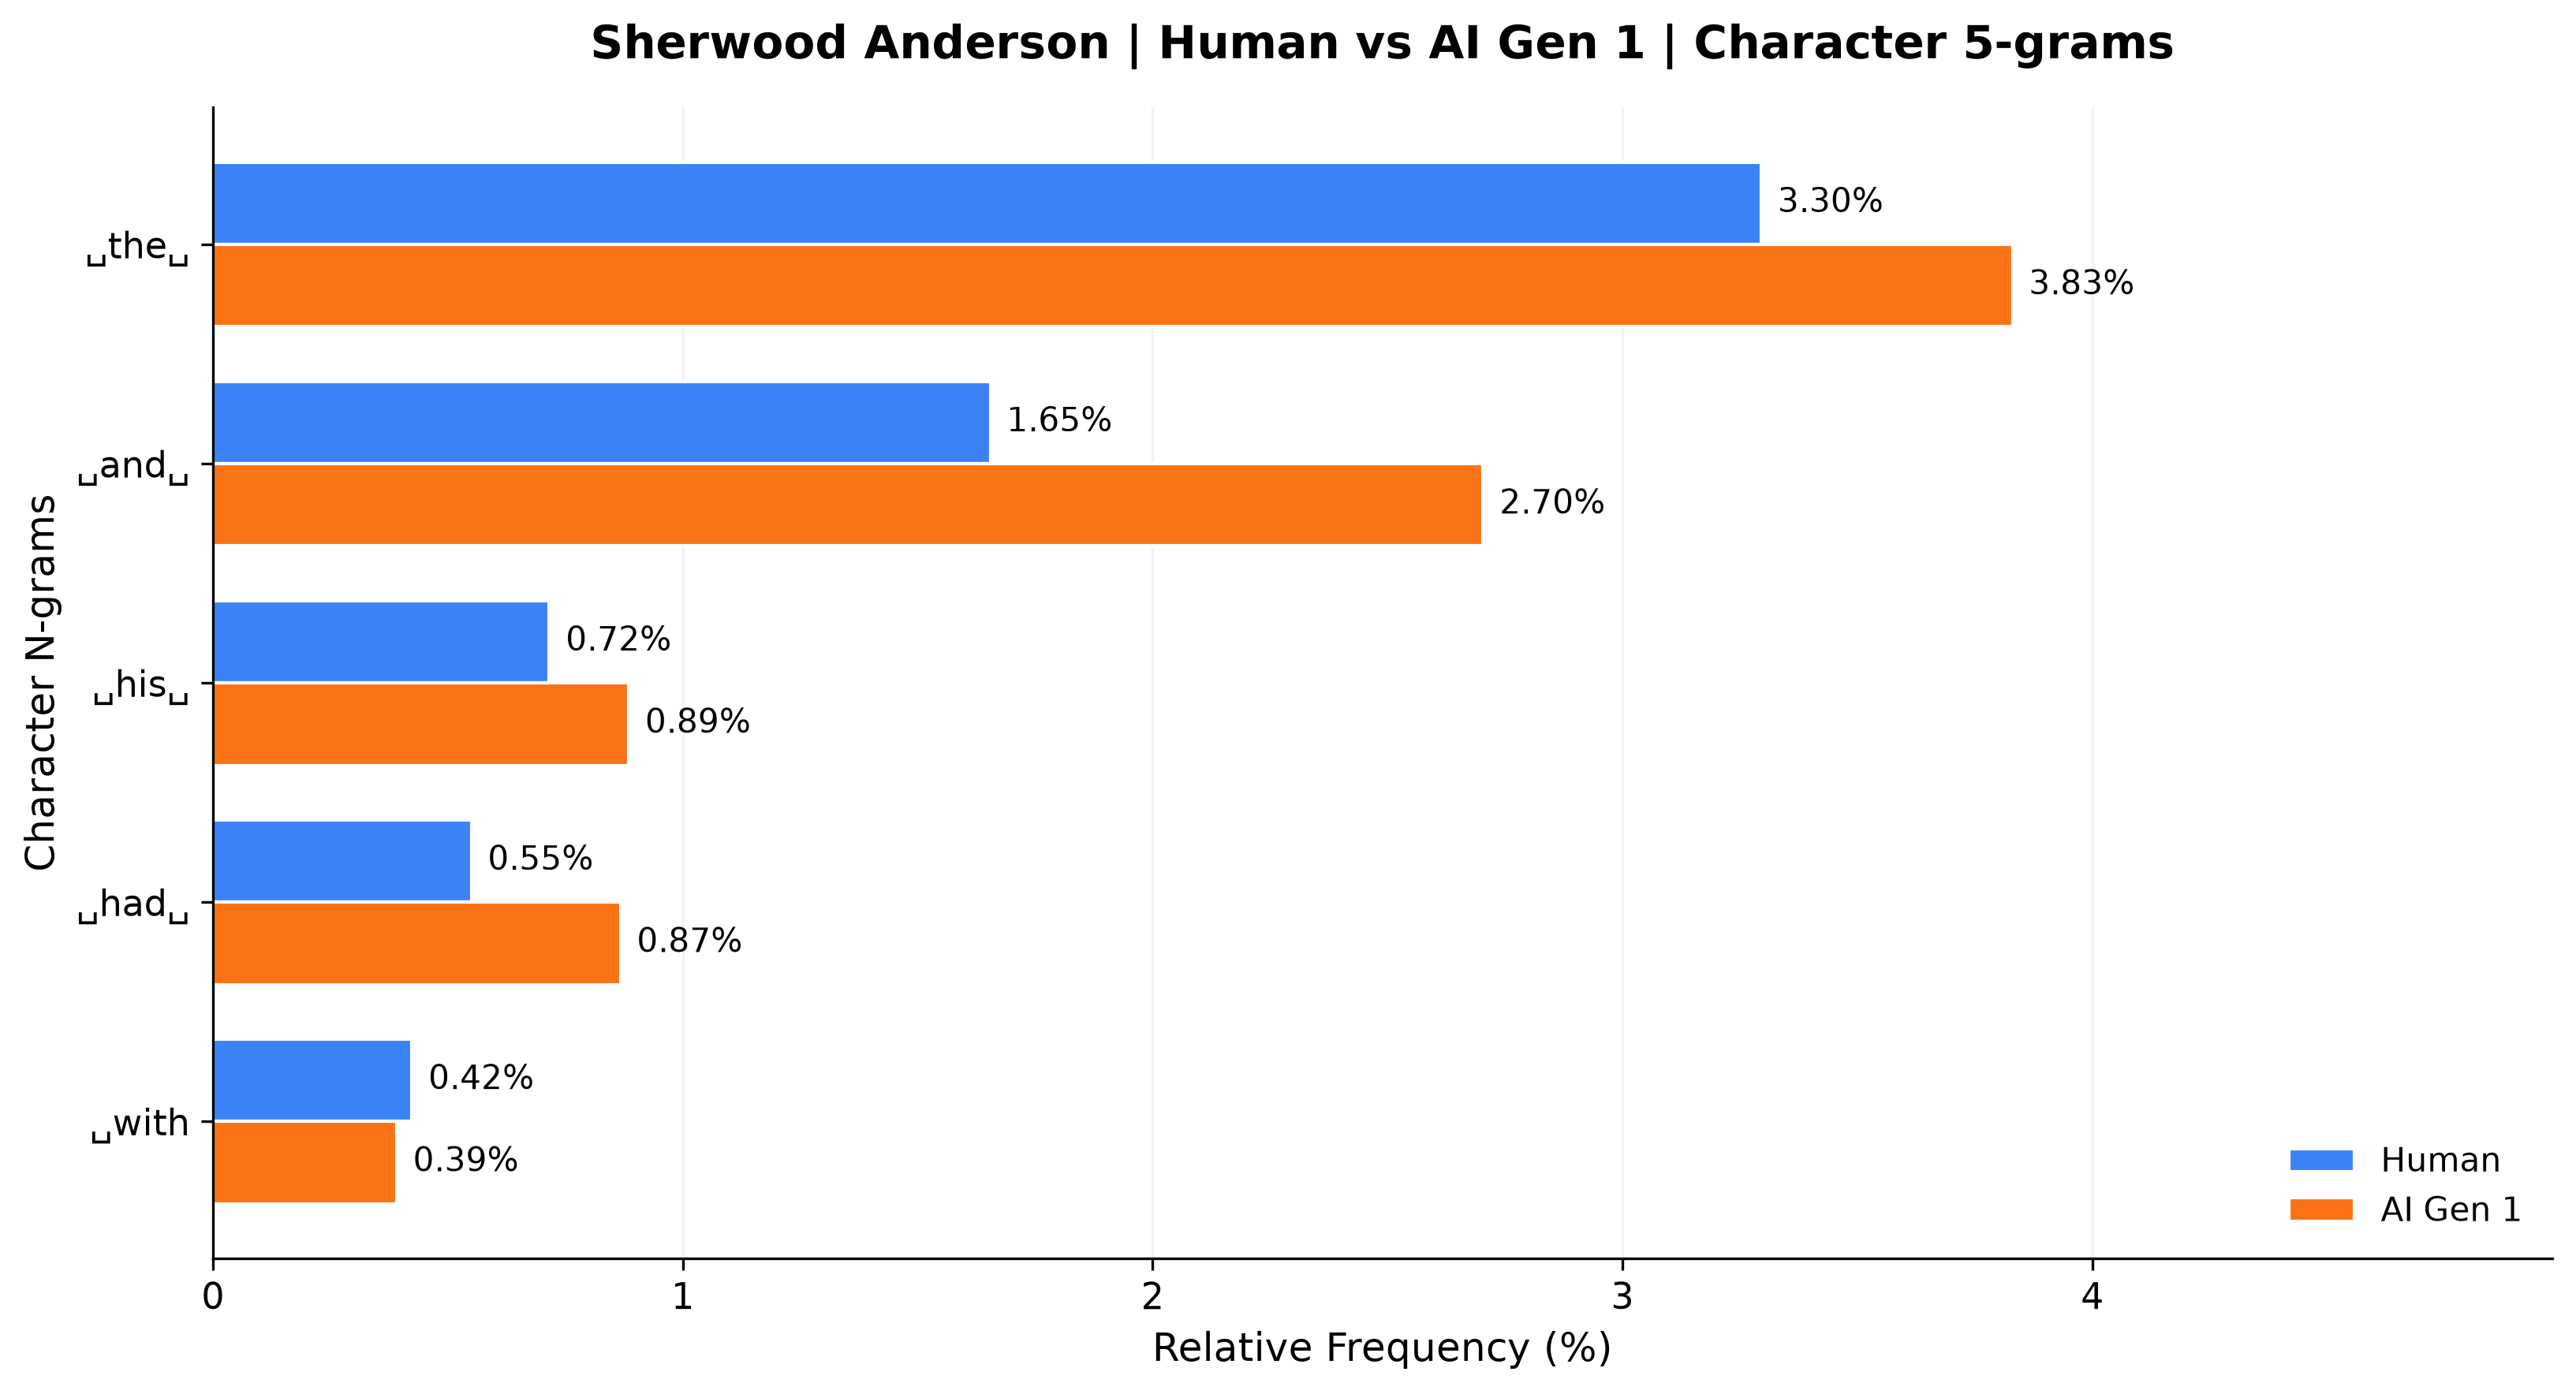 Sherwood Anderson | Human vs AI Gen 1 | Character 5-grams
Character N-grams
␣the␣
3.30%
3.83%
␣and␣
1.65%
2.70%
␣his␣
0.72%
0.89%
␣had␣
0.55%
0.87%
␣with
0.42%
0.39%
Human
AI Gen 1
0 1 2 3 4
Relative Frequency (%)